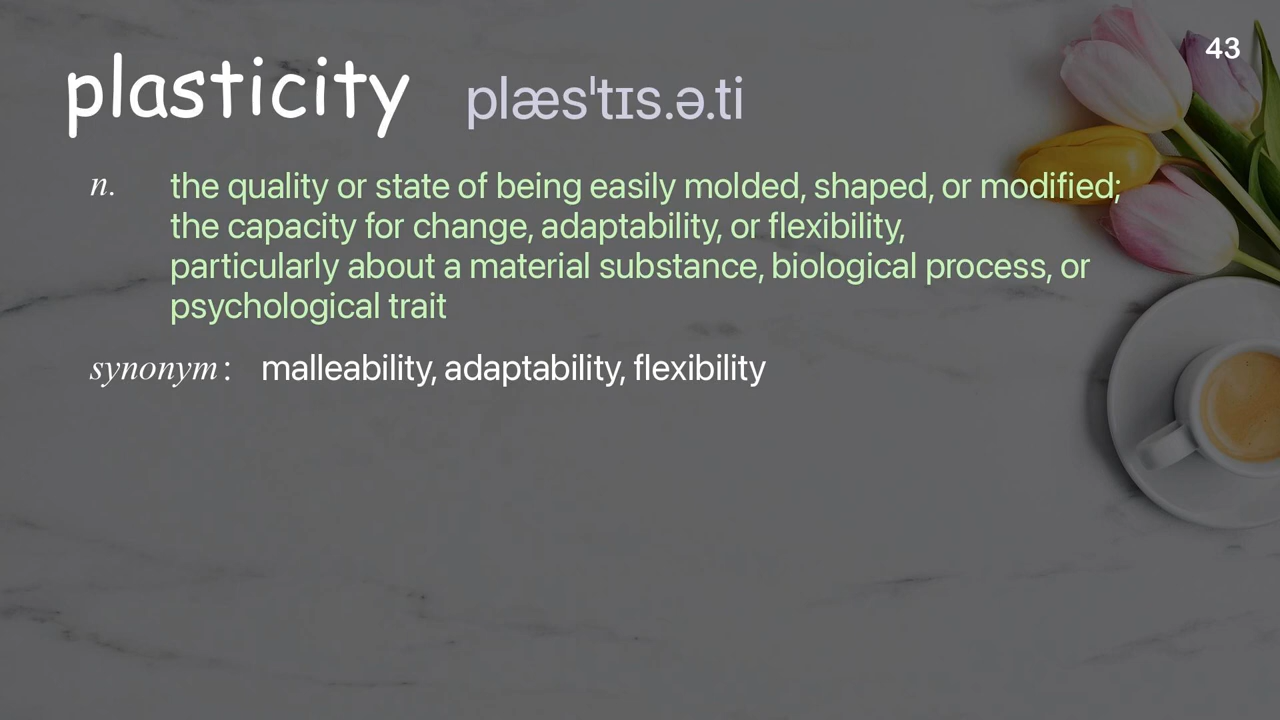 43
plasticity plæsˈtɪs.ə.ti
n. the quality or state of being easily molded, shaped, or modified;
the capacity for change, adaptability, or flexibility,
particularly about a material substance, biological process, or
psychological trait
synonym: malleability, adaptability, flexibility